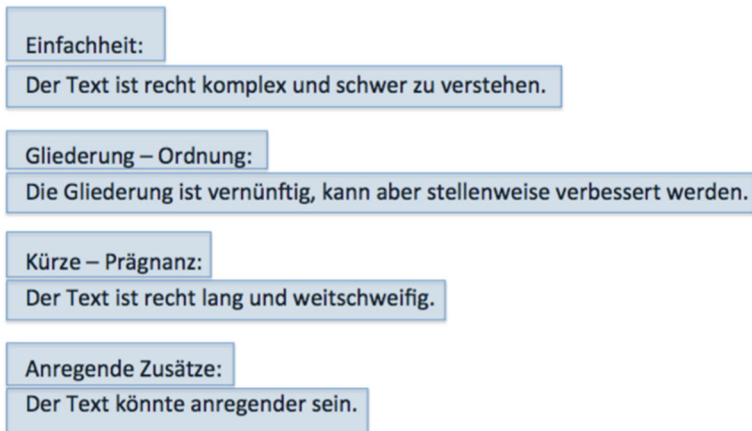 Einfachheit:
Der Text ist recht komplex und schwer zu verstehen.
Gliederung – Ordnung:
Die Gliederung ist vernünftig, kann aber stellenweise verbessert werden.
Kürze – Prägnanz:
Der Text ist recht lang und weitschweifig.
Anregende Zusätze:
Der Text könnte anregender sein.